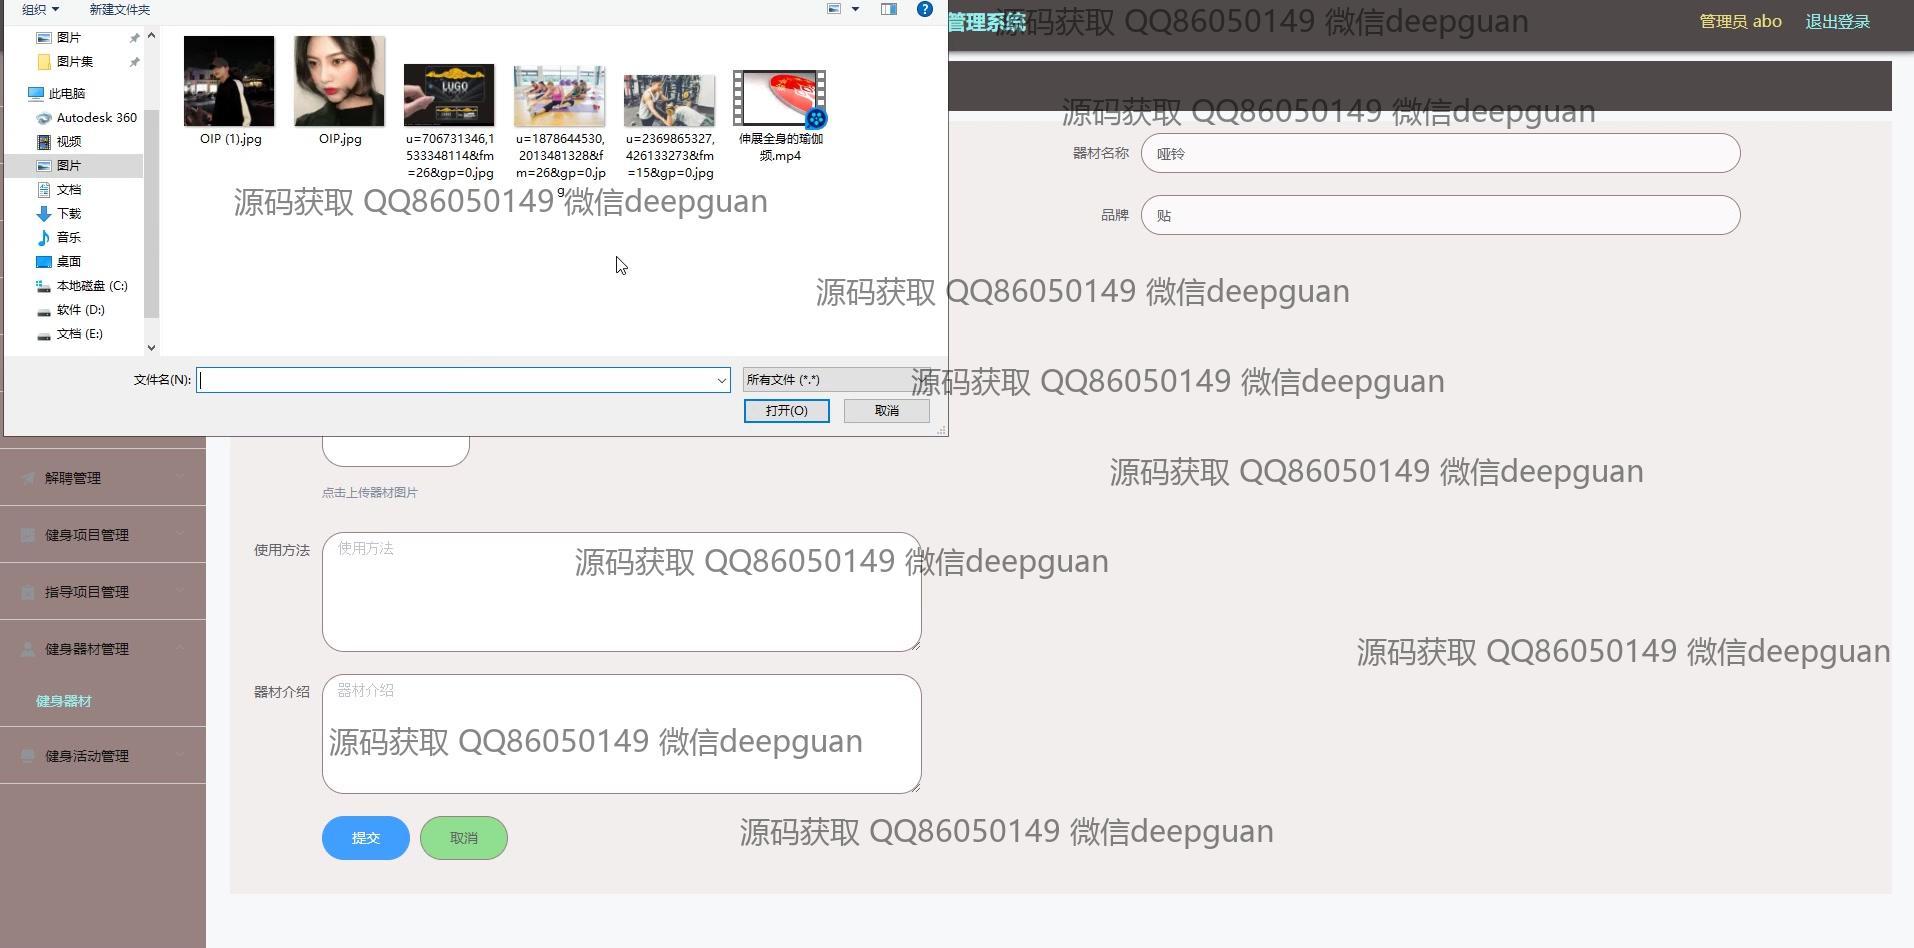 组织 新建文件夹
管理系统
源码获取 QQ86050149 微信deepguan
管理员 abo 退出登录
图片
图片集
此电脑
Autodesk 360
视频
图片
文档
下载
音乐
桌面
本地磁盘 (C:)
软件 (D:)
文档 (E:)
LUGO
OIP (1).jpg
OIP.jpg
u=706731346,1
533348114&fm
=26&gp=0.jpg
u=1878644530,
2013481328&f
m=26&gp=0.jp
g
u=2369865327,
426133273&fm
=15&gp=0.jpg
伸展全身的瑜伽
频.mp4
源码获取 QQ86050149 微信deepguan
源码获取 QQ86050149 微信deepguan
器材名称 哑铃
品牌 贴
源码获取 QQ86050149 微信deepguan
文件名(N): 所有文件 (*.*)
源码获取 QQ86050149 微信deepguan
打开(O) 取消
源码获取 QQ86050149 微信deepguan
解聘管理
健身项目管理
指导项目管理
健身器材管理
健身器材
健身活动管理
点击上传器材图片
使用方法 使用方法
源码获取 QQ86050149 微信deepguan
源码获取 QQ86050149 微信deepguan
器材介绍 器材介绍
源码获取 QQ86050149 微信deepguan
提交 取消
源码获取 QQ86050149 微信deepguan